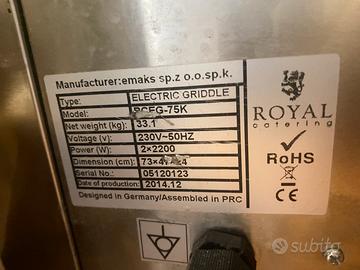 Manufacturer:emaks sp.z o.o.sp.k.
Type: ELECTRIC GRIDDLE
Model: RCEG-75K
Net weight (kg): 33.1
Voltage (v): 230V~50HZ
Power (W): 2×2200
Dimension (cm):
Serial No.: 05120123
Date of production: 2014.12
Designed in Germany/Assembled in PRC
ROYAL
catering
RoHS
subito